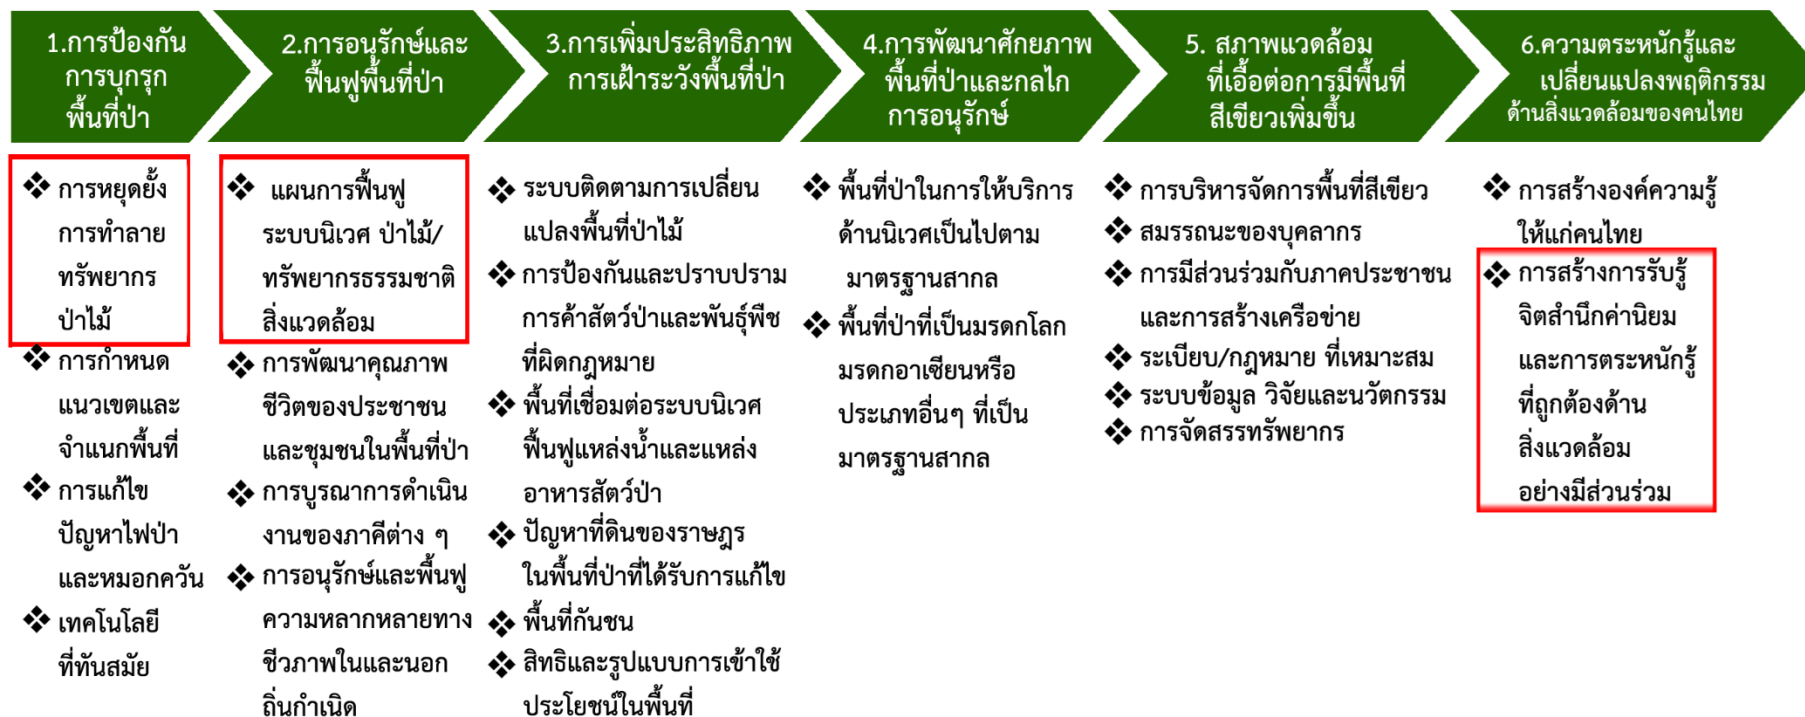 1.การป้องกัน
การบุกรุก
พื้นที่ป่า
2.การอนุรักษ์และ
ฟื้นฟูพื้นที่ป่า
3.การเพิ่มประสิทธิภาพ
การเฝ้าระวังพื้นที่ป่า
4.การพัฒนาศักยภาพ
พื้นที่ป่าและกลไก
การอนุรักษ์
5. สภาพแวดล้อม
ที่เอื้อต่อการมีพื้นที่
สีเขียวเพิ่มขึ้น
6.ความตระหนักรู้และ
เปลี่ยนแปลงพฤติกรรม
ด้านสิ่งแวดล้อมของคนไทย
❖ การหยุดยั้ง
การทำลาย
ทรัพยากร
ป่าไม้
❖ การกำหนด
แนวเขตและ
จำแนกพื้นที่
❖ การแก้ไข
ปัญหาไฟป่า
และหมอกควัน
❖ เทคโนโลยี
ที่ทันสมัย
❖ แผนการฟื้นฟู
ระบบนิเวศ ป่าไม้/
ทรัพยากรธรรมชาติ
สิ่งแวดล้อม
❖ การพัฒนาคุณภาพ
ชีวิตของประชาชน
และชุมชนในพื้นที่ป่า
❖ การบูรณาการดำเนิน
งานของภาคีต่าง ๆ
❖ การอนุรักษ์และฟื้นฟู
ความหลากหลายทาง
ชีวภาพในและนอก
ถิ่นกำเนิด
❖ ระบบติดตามการเปลี่ยน
แปลงพื้นที่ป่าไม้
❖ การป้องกันและปราบปราม
การค้าสัตว์ป่าและพันธุ์พืช
ที่ผิดกฎหมาย
❖ พื้นที่เชื่อมต่อระบบนิเวศ
ฟื้นฟูแหล่งน้ำและแหล่ง
อาหารสัตว์ป่า
❖ ปัญหาที่ดินของราษฎร
ในพื้นที่ป่าที่ได้รับการแก้ไข
❖ พื้นที่กันชน
❖ สิทธิและรูปแบบการเข้าใช้
ประโยชน์ในพื้นที่
❖ พื้นที่ป่าในการให้บริการ
ด้านนิเวศเป็นไปตาม
มาตรฐานสากล
❖ พื้นที่ป่าที่เป็นมรดกโลก
มรดกอาเซียนหรือ
ประเภทอื่นๆ ที่เป็น
มาตรฐานสากล
❖ การบริหารจัดการพื้นที่สีเขียว
❖ สมรรถนะของบุคลากร
❖ การมีส่วนร่วมกับภาคประชาชน
และการสร้างเครือข่าย
❖ ระเบียบ/กฎหมาย ที่เหมาะสม
❖ ระบบข้อมูล วิจัยและนวัตกรรม
❖ การจัดสรรทรัพยากร
❖ การสร้างองค์ความรู้
ให้แก่คนไทย
❖ การสร้างการรับรู้
จิตสำนึกค่านิยม
และการตระหนักรู้
ที่ถูกต้องด้าน
สิ่งแวดล้อม
อย่างมีส่วนร่วม